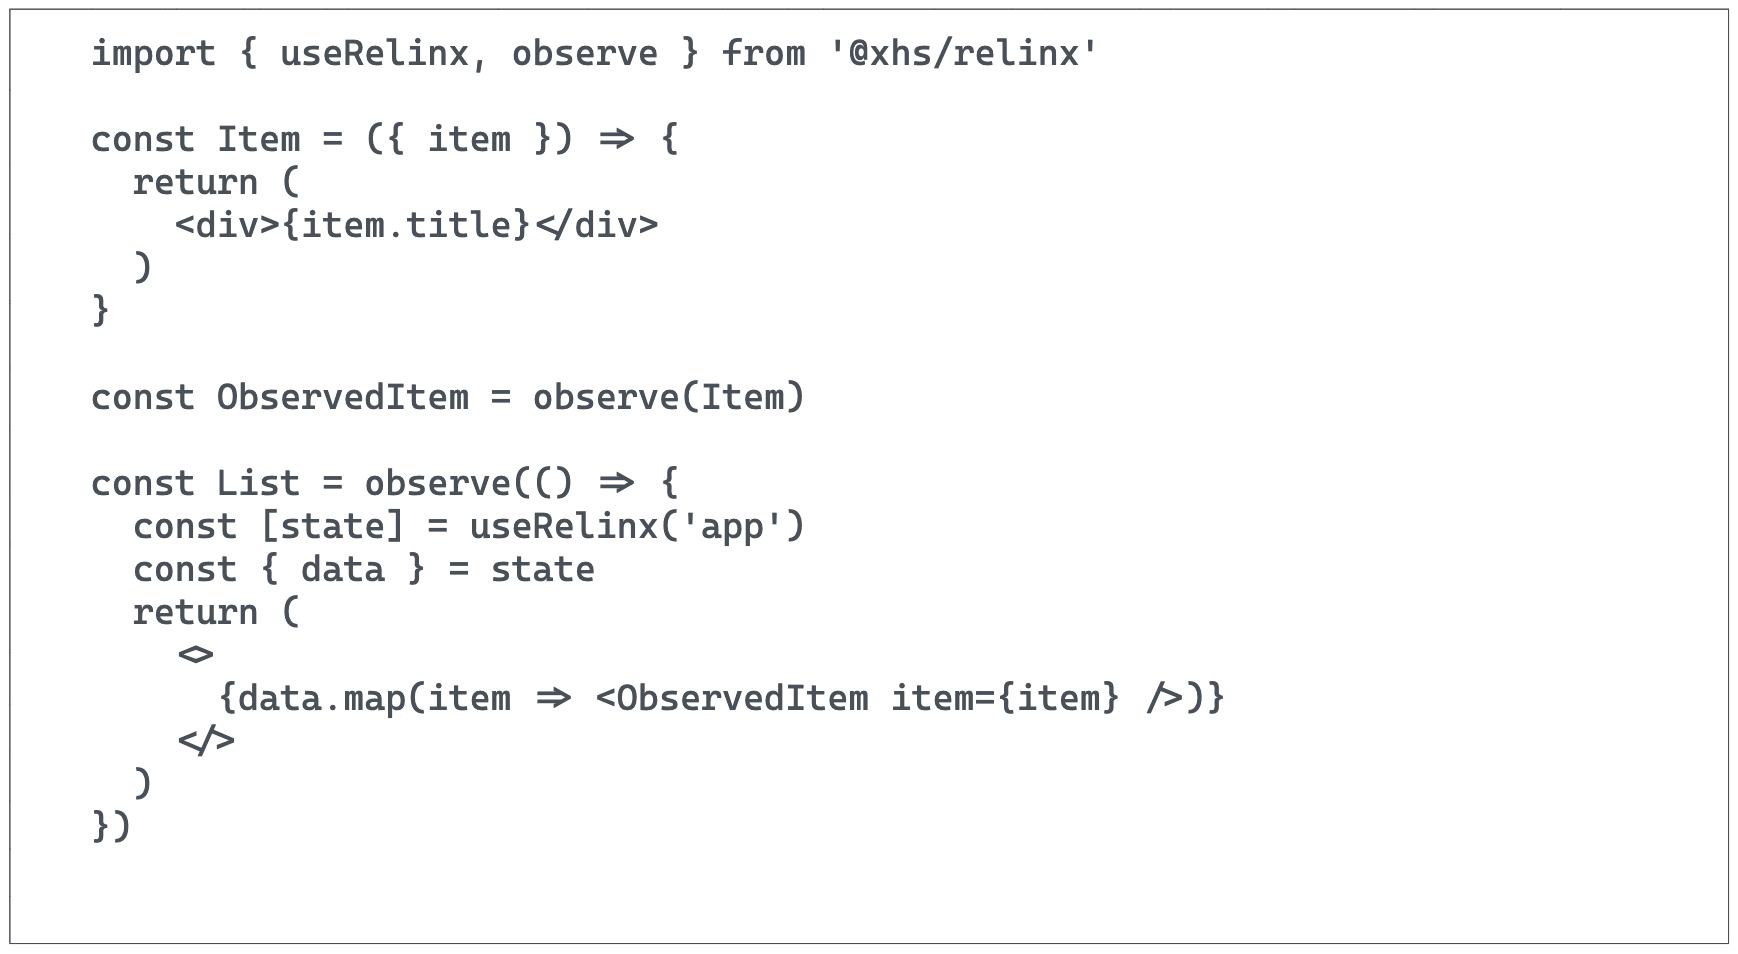 import { useRelinx, observe } from '@xhs/relinx'

const Item = ({ item }) => {
  return (
    <div>{item.title}</div>
  )
}

const ObservedItem = observe(Item)

const List = observe(() => {
  const [state] = useRelinx('app')
  const { data } = state
  return (
    <>
      {data.map(item => <ObservedItem item={item} />)}
    </>
  )
})